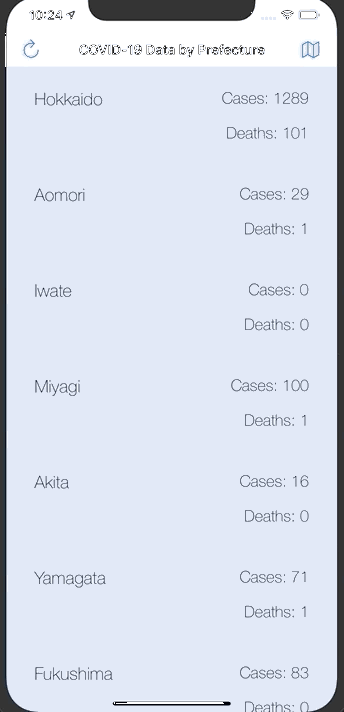 10:24
COVID-19 Data by Prefecture
Hokkaido Cases: 1289
Deaths: 101
Aomori Cases: 29
Deaths: 1
Iwate Cases: 0
Deaths: 0
Miyagi Cases: 100
Deaths: 1
Akita Cases: 16
Deaths: 0
Yamagata Cases: 71
Deaths: 1
Fukushima Cases: 83
Deaths: 0